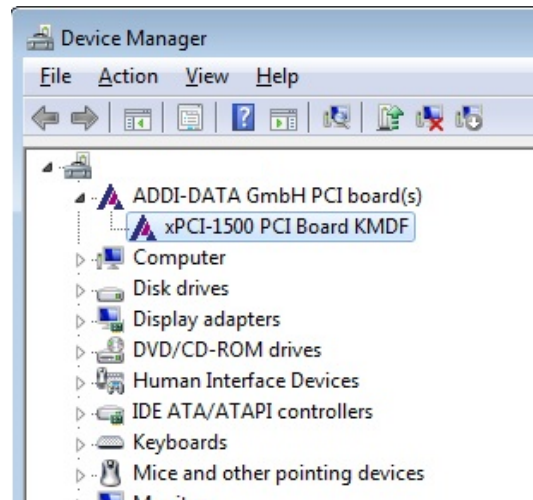 Device Manager
File Action View Help
ADDI-DATA GmbH PCI board(s)
xPCI-1500 PCI Board KMDF
Computer
Disk drives
Display adapters
DVD/CD-ROM drives
Human Interface Devices
IDE ATA/ATAPI controllers
Keyboards
Mice and other pointing devices